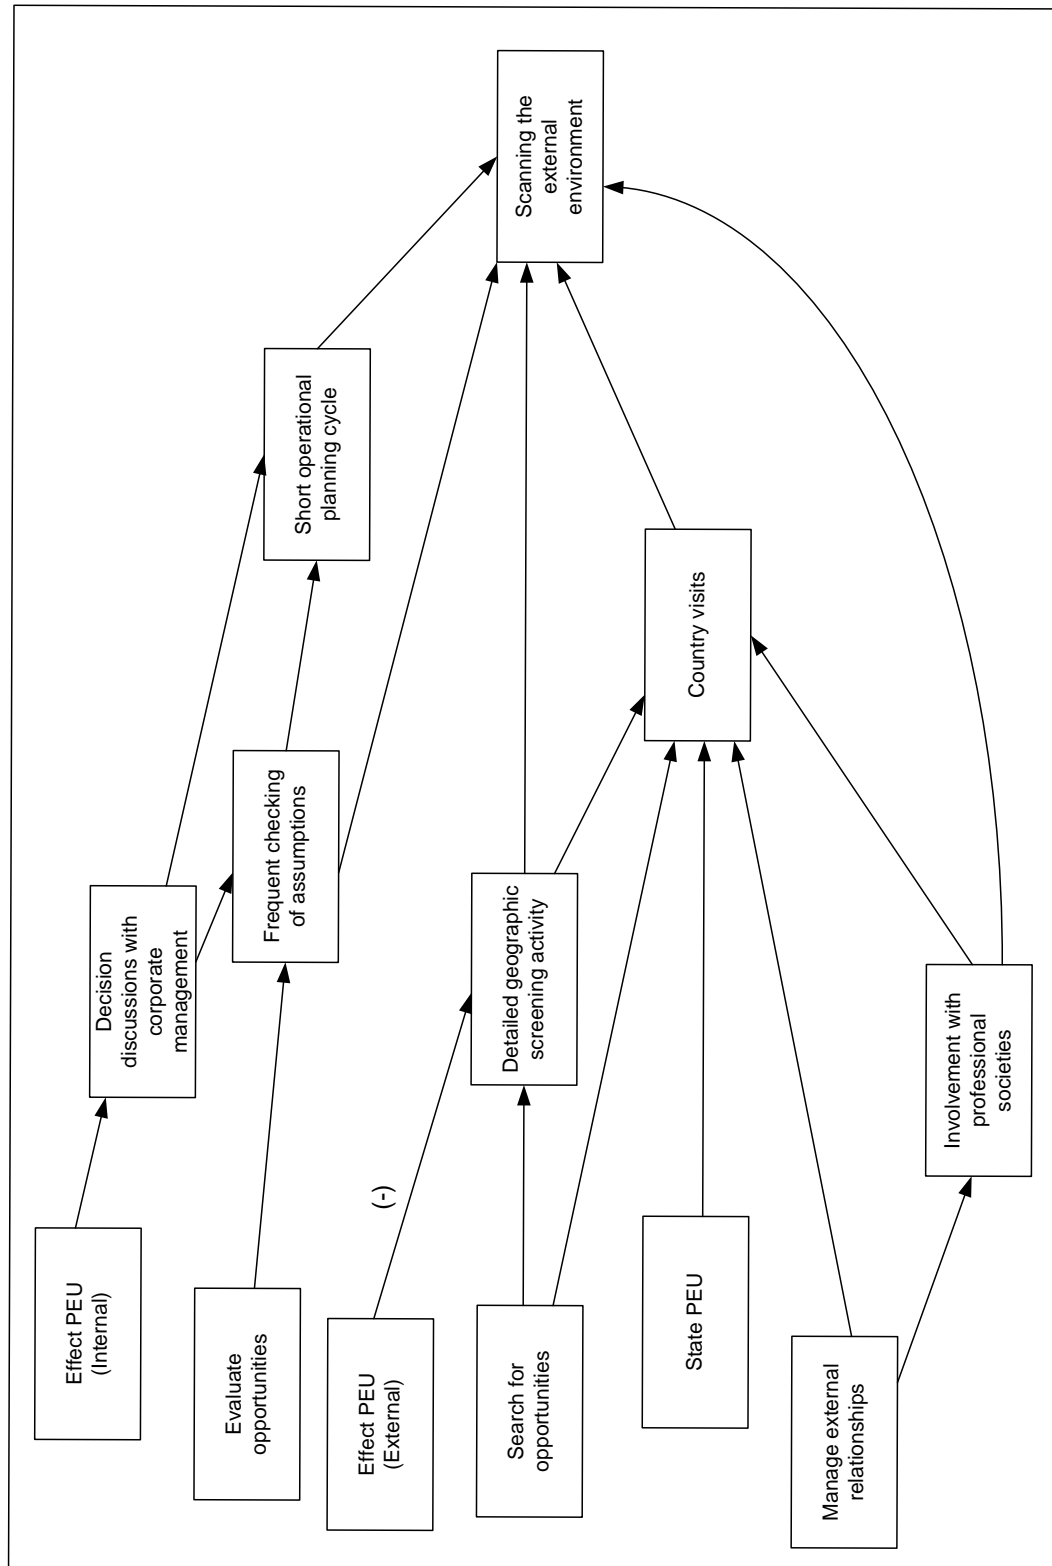 Effect PEU
(Internal)
Decision
discussions with
corporate
management
Evaluate
opportunities
Frequent checking
of assumptions
Short operational
planning cycle
Effect PEU
(External)
(-)
Search for
opportunities
Detailed geographic
screening activity
Scanning the
external
environment
State PEU
Country visits
Manage external
relationships
Involvement with
professional
societies